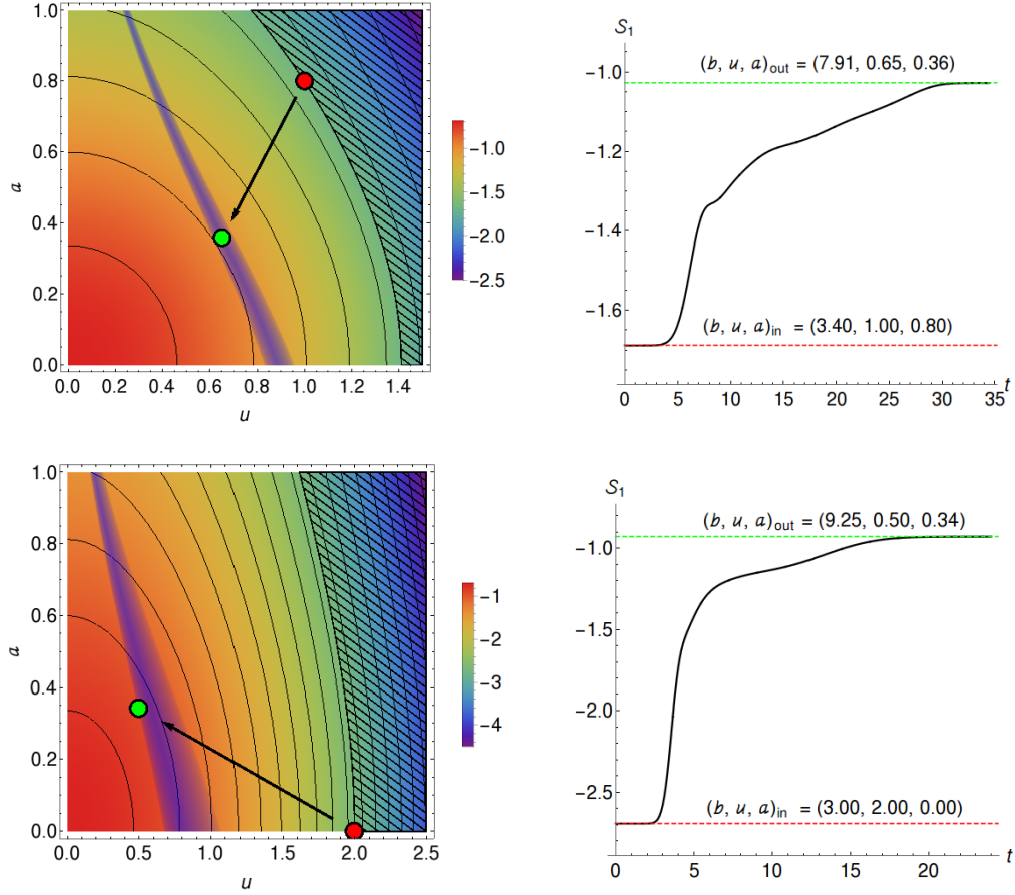 1.0
0.8
0.6
0.4
0.2
0.0
a
0.0 0.2 0.4 0.6 0.8 1.0 1.2 1.4
u
−1.0
−1.5
−2.0
−2.5
S1
(b, u, a)out = (7.91, 0.65, 0.36)
−1.0
−1.2
−1.4
−1.6
(b, u, a)in = (3.40, 1.00, 0.80)
0 5 10 15 20 25 30 35
t
1.0
0.8
0.6
0.4
0.2
0.0
a
0.0 0.5 1.0 1.5 2.0 2.5
u
−1
−2
−3
−4
S1
(b, u, a)out = (9.25, 0.50, 0.34)
−1.0
−1.5
−2.0
−2.5
(b, u, a)in = (3.00, 2.00, 0.00)
0 5 10 15 20
t